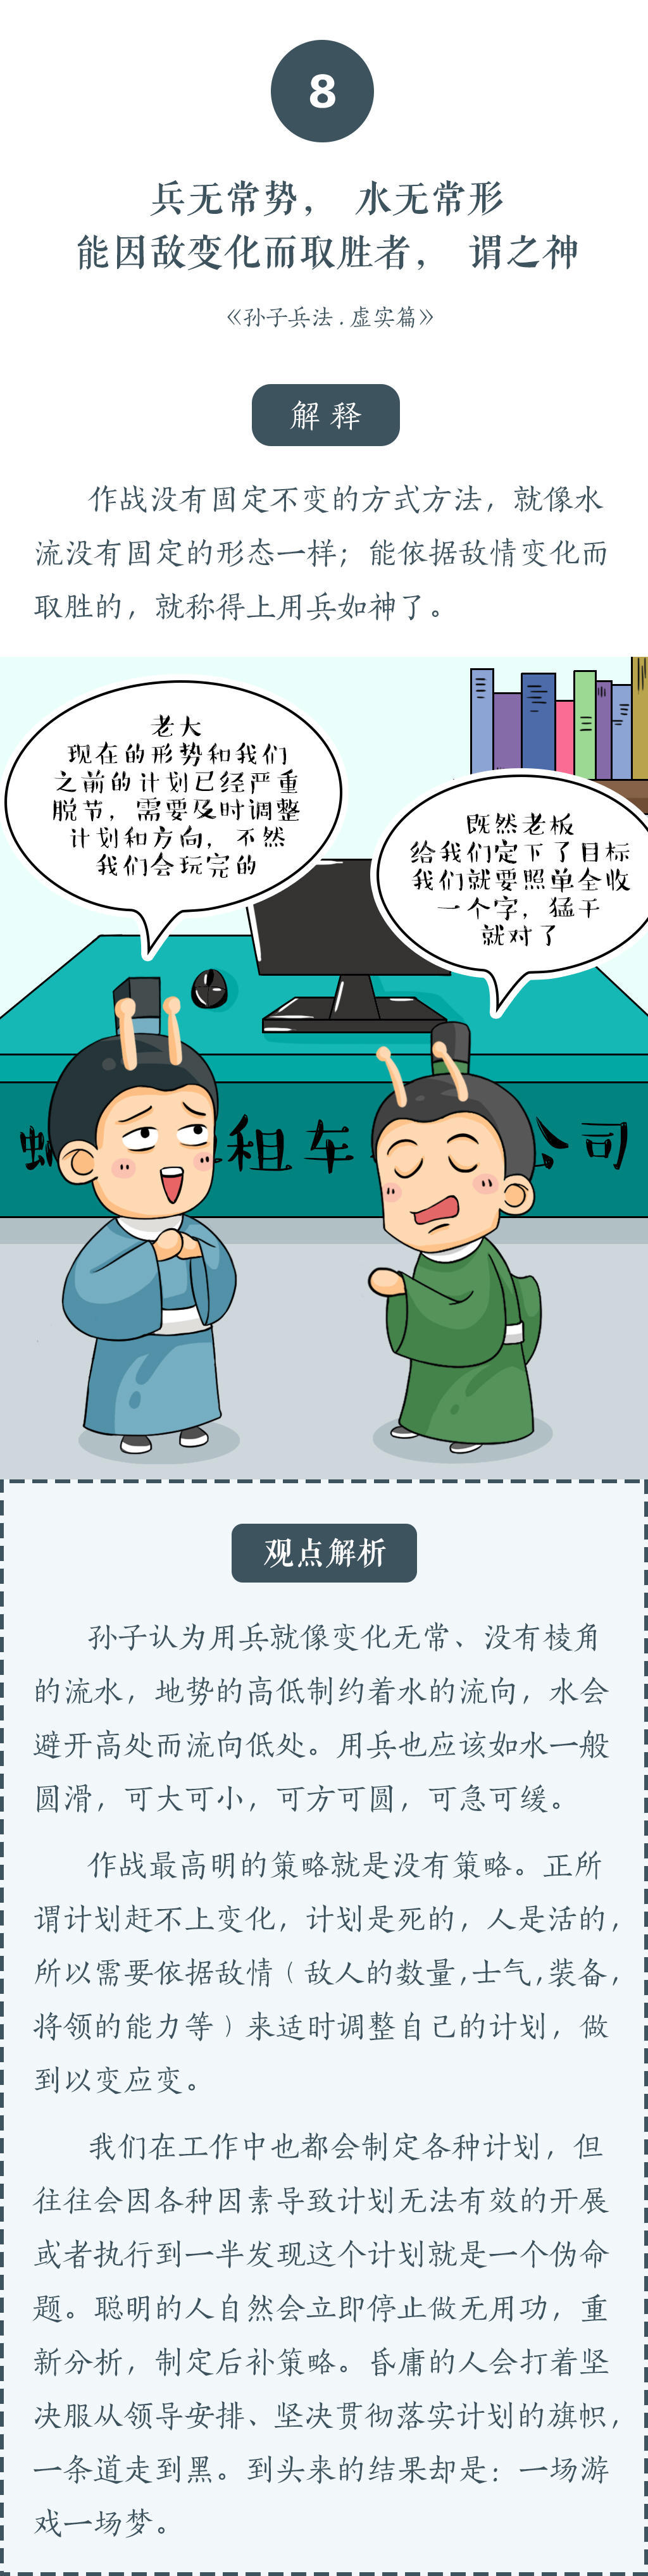 8
兵无常势， 水无常形
能因敌变化而取胜者， 谓之神
《孙子兵法.虚实篇》
解释
作战没有固定不变的方式方法，就像水
流没有固定的形态一样；能依据敌情变化而
取胜的，就称得上用兵如神了。
老大
现在的形势和我们
之前的计划已经严重
脱节，需要及时调整
计划和方向，不然
我们会玩完的
既然老板
给我们定下了目标
我们就要照单全收
一个字，猛干
就对了
租车 公司
观点解析
孙子认为用兵就像变化无常、没有棱角
的流水，地势的高低制约着水的流向，水会
避开高处而流向低处。用兵也应该如水一般
圆滑，可大可小，可方可圆，可急可缓。
作战最高明的策略就是没有策略。正所
谓计划赶不上变化，计划是死的，人是活的，
所以需要依据敌情（敌人的数量,士气,装备，
将领的能力等）来适时调整自己的计划，做
到以变应变。
我们在工作中也都会制定各种计划，但
往往会因各种因素导致计划无法有效的开展
或者执行到一半发现这个计划就是一个伪命
题。聪明的人自然会立即停止做无用功，重
新分析，制定后补策略。昏庸的人会打着坚
决服从领导安排、坚决贯彻落实计划的旗帜，
一条道走到黑。到头来的结果却是：一场游
戏一场梦。